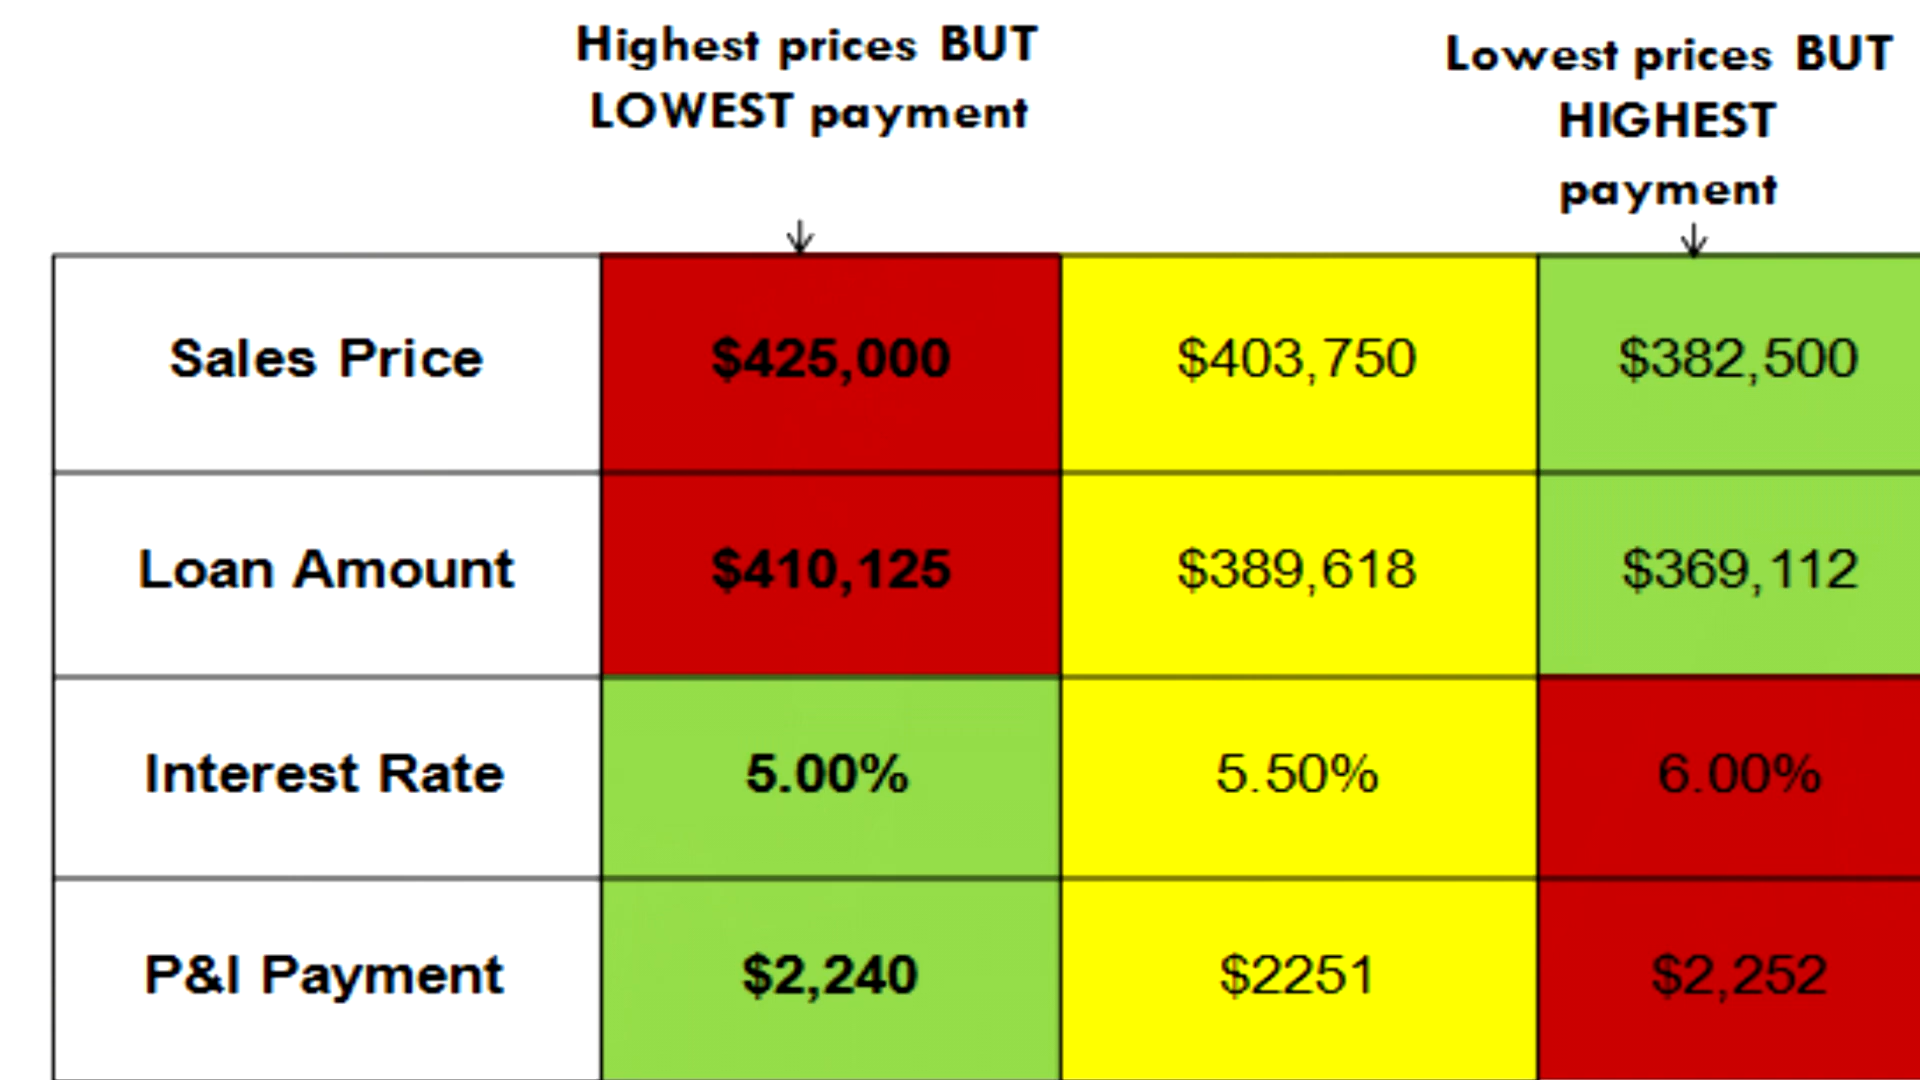 Highest prices BUT
LOWEST payment
Lowest prices BUT
HIGHEST
payment
Sales Price $425,000 $403,750 $382,500
Loan Amount $410,125 $389,618 $369,112
Interest Rate 5.00% 5.50% 6.00%
P&I Payment $2,240 $2251 $2,252